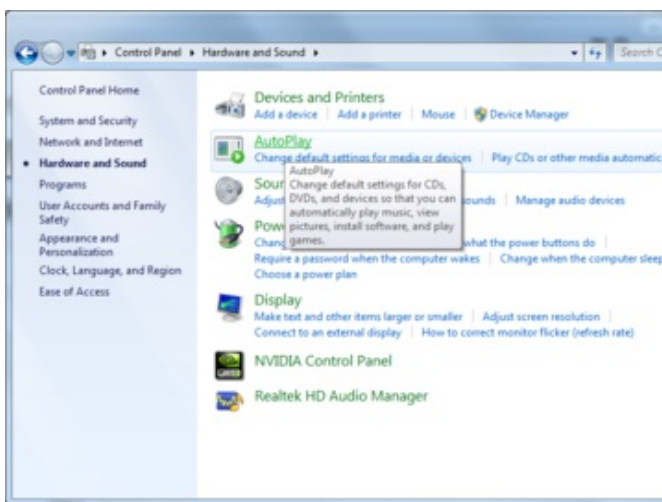 Control Panel ▸ Hardware and Sound ▸
Search C
Control Panel Home
System and Security
Network and Internet
Hardware and Sound
Programs
User Accounts and Family
Safety
Appearance and
Personalization
Clock, Language, and Region
Ease of Access
Devices and Printers
Add a device | Add a printer | Mouse | Device Manager
AutoPlay
Change default settings for media or devices | Play CDs or other media automatic
AutoPlay
Change default settings for CDs,
DVDs, and devices so that you can
automatically play music, view
pictures, install software, and play
games.
Soun
Adjus
ounds | Manage audio devices
Pow
Chang
what the power buttons do
Require a password when the computer wakes | Change when the computer sleep
Choose a power plan
Display
Make text and other items larger or smaller | Adjust screen resolution
Connect to an external display | How to correct monitor flicker (refresh rate)
NVIDIA Control Panel
Realtek HD Audio Manager